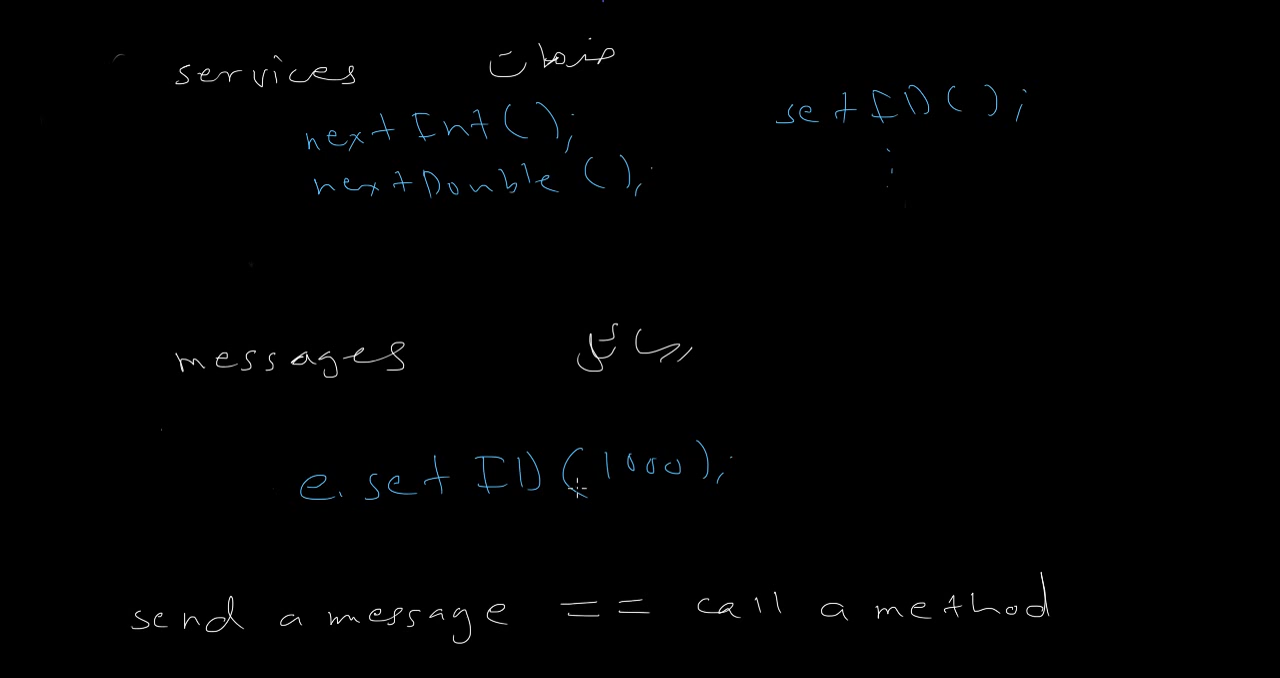 services خدمات
nextInt(); setID();
nextDouble();
messages رسائل
e.setID(1000);
send a message == call a method